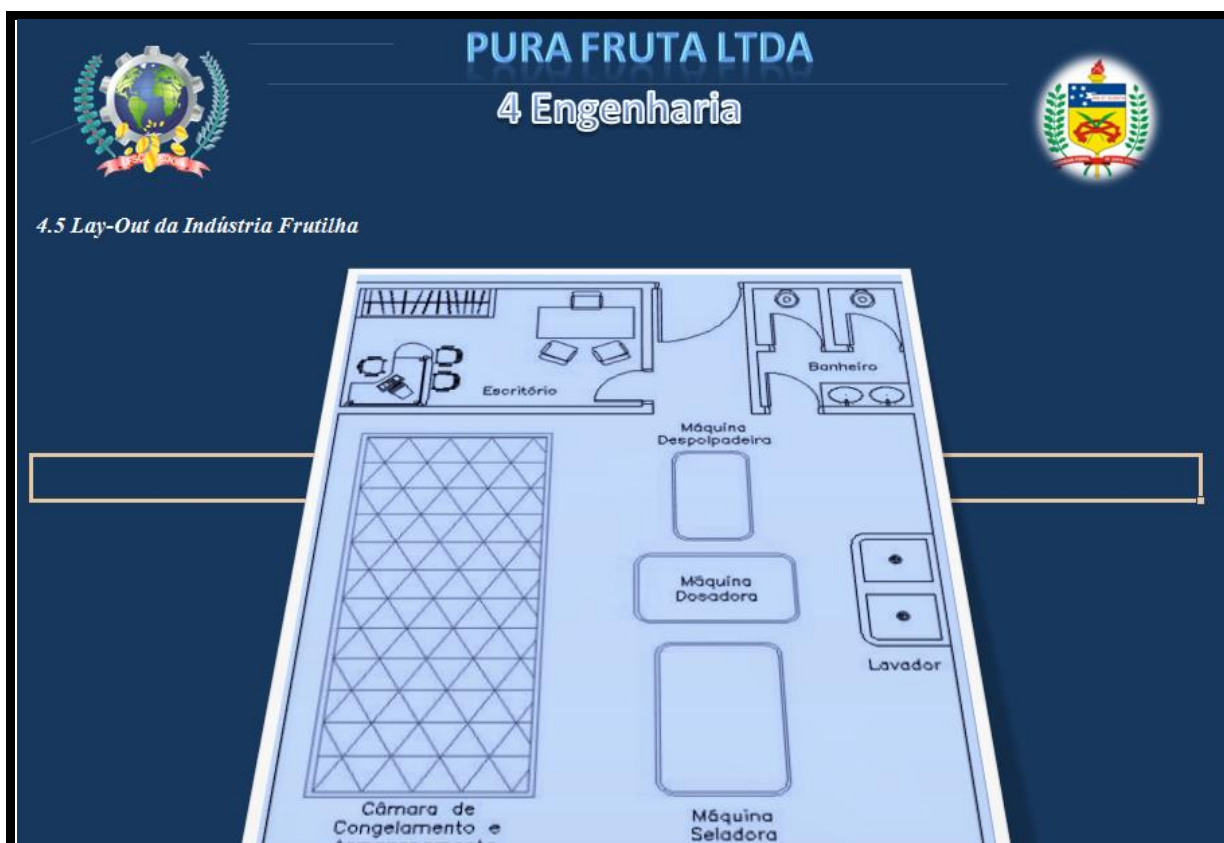 PURA FRUTA LTDA
4 Engenharia
4.5 Lay-Out da Indústria Frutilha
Escritório
Banheiro
Máquina
Despolpadeira
Máquina
Dosadora
Lavador
Câmara de
Congelamento e
Máquina
Seladora